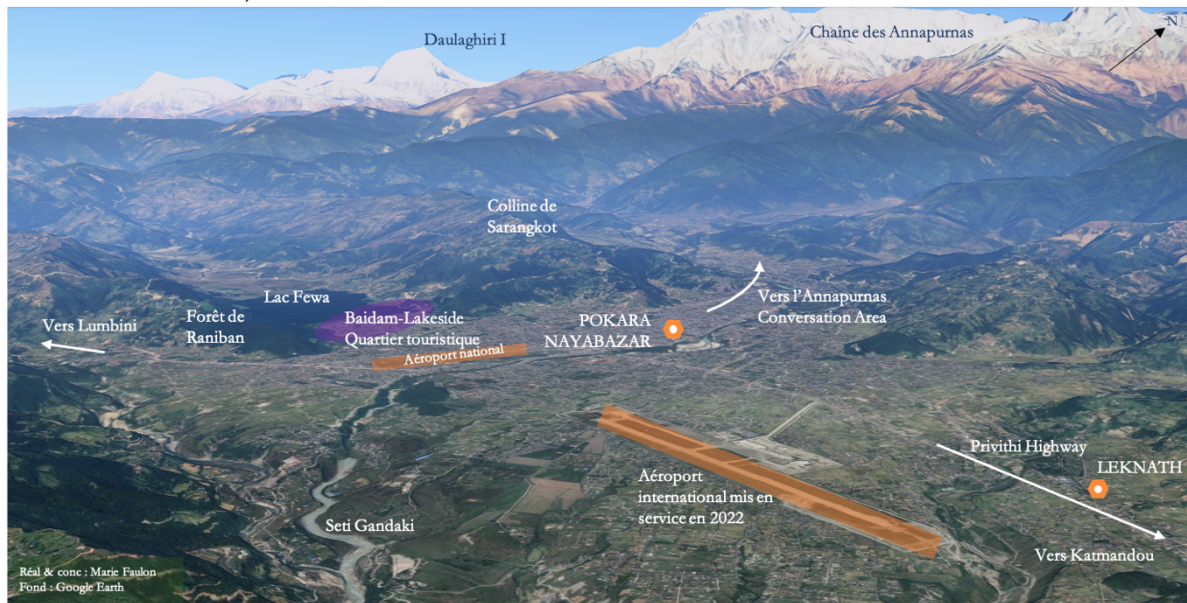 Daulaghiri I
Chaîne des Annapurnas
N
Colline de
Sarangkot
Lac Fewa
Forêt de
Raniban
Vers Lumbini
Baidam-Lakeside
Quartier touristique
Aéroport national
POKARA
NAYABAZAR
Vers l'Annapurnas
Conversation Area
Privithi Highway
LEKNATH
Aéroport
international mis en
service en 2022
Seti Gandaki
Vers Katmandou
Réal & conc : Marie Faulon
Fond : Google Earth